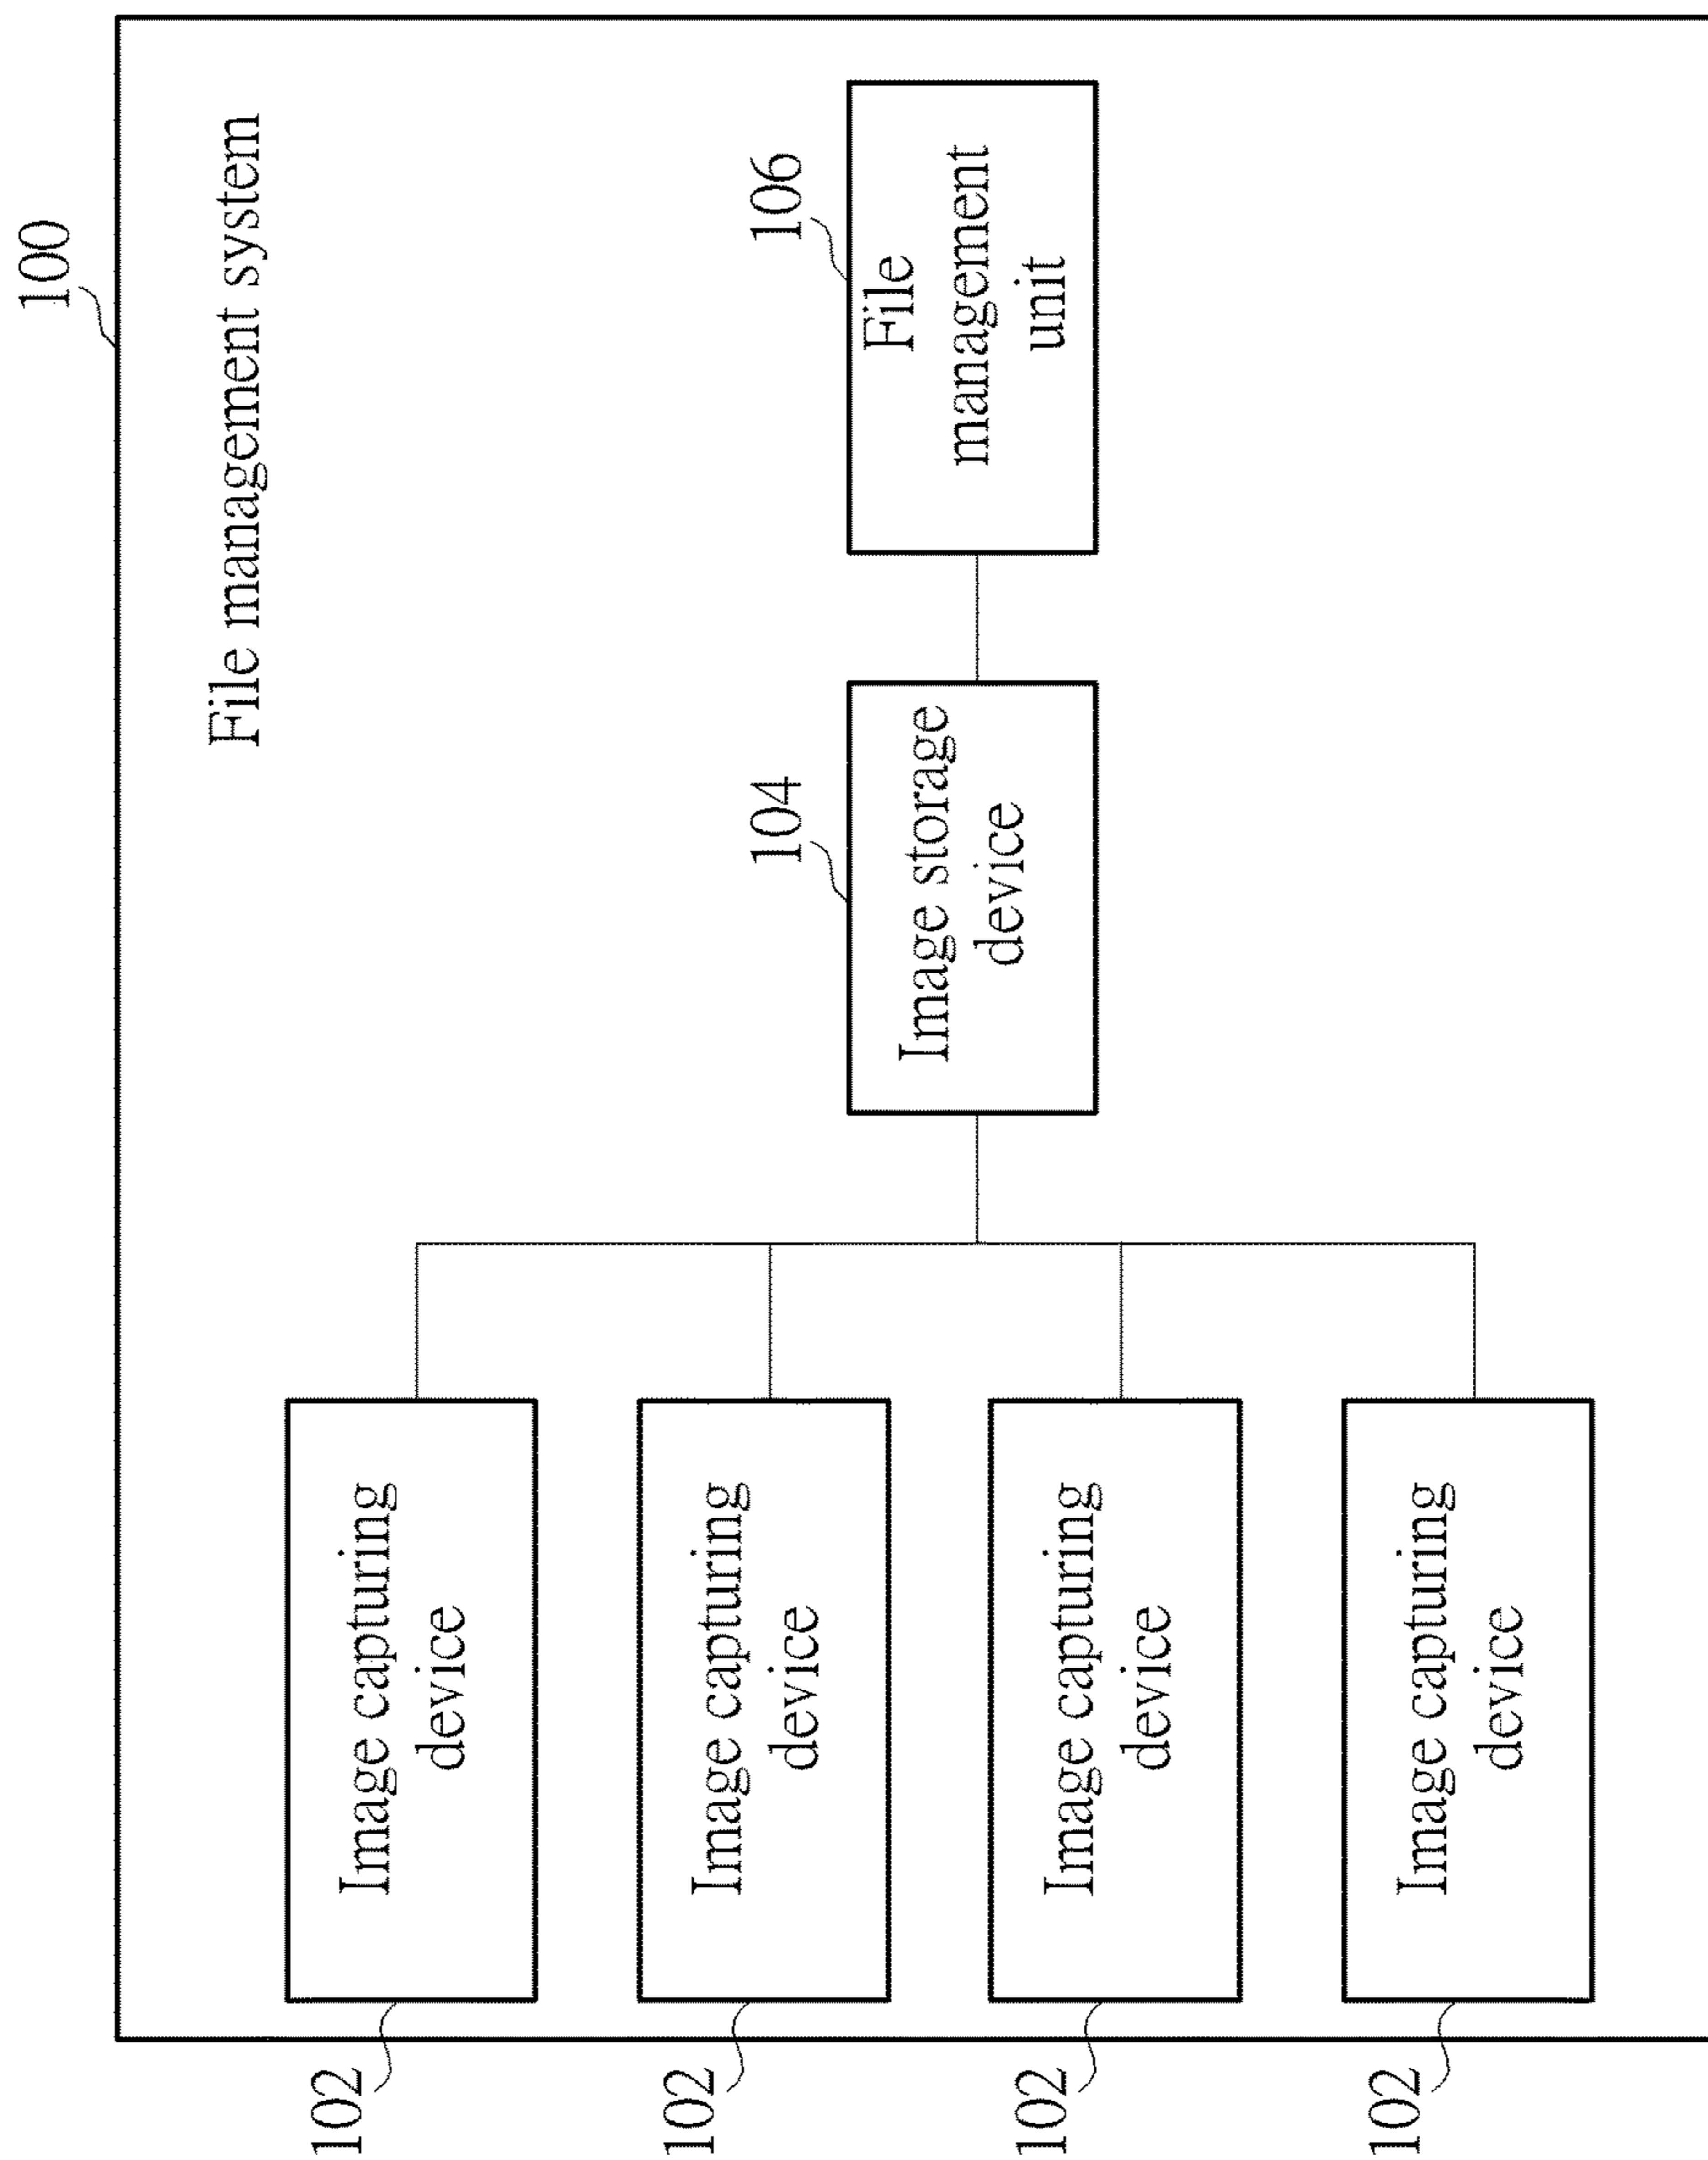 100
File management system
102
Image capturing
device
102
Image capturing
device
102
Image capturing
device
102
Image capturing
device
104
Image storage
device
106
File
management
unit